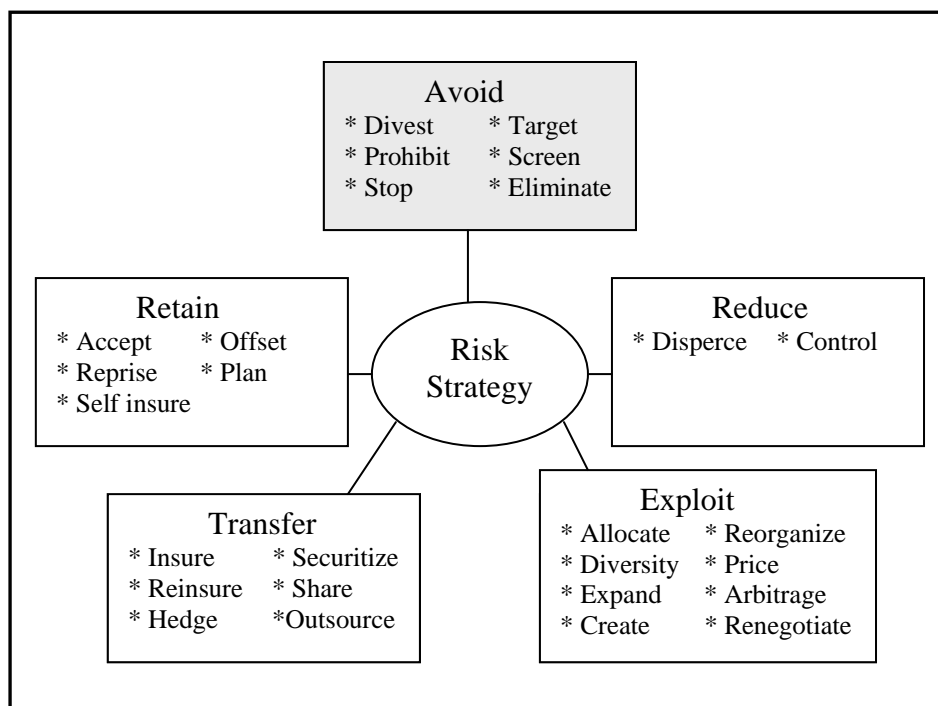 Avoid
* Divest * Target
* Prohibit * Screen
* Stop * Eliminate
Retain
* Accept * Offset
* Reprise * Plan
* Self insure
Risk
Strategy
Reduce
* Disperce * Control
Transfer
* Insure * Securitize
* Reinsure * Share
* Hedge *Outsource
Exploit
* Allocate * Reorganize
* Diversity * Price
* Expand * Arbitrage
* Create * Renegotiate